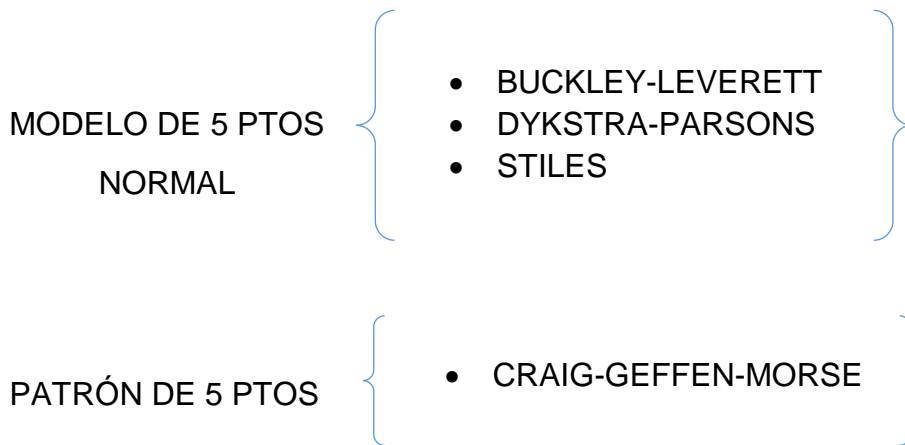 MODELO DE 5 PTOS
NORMAL
• BUCKLEY-LEVERETT
• DYKSTRA-PARSONS
• STILES
PATRÓN DE 5 PTOS
• CRAIG-GEFFEN-MORSE